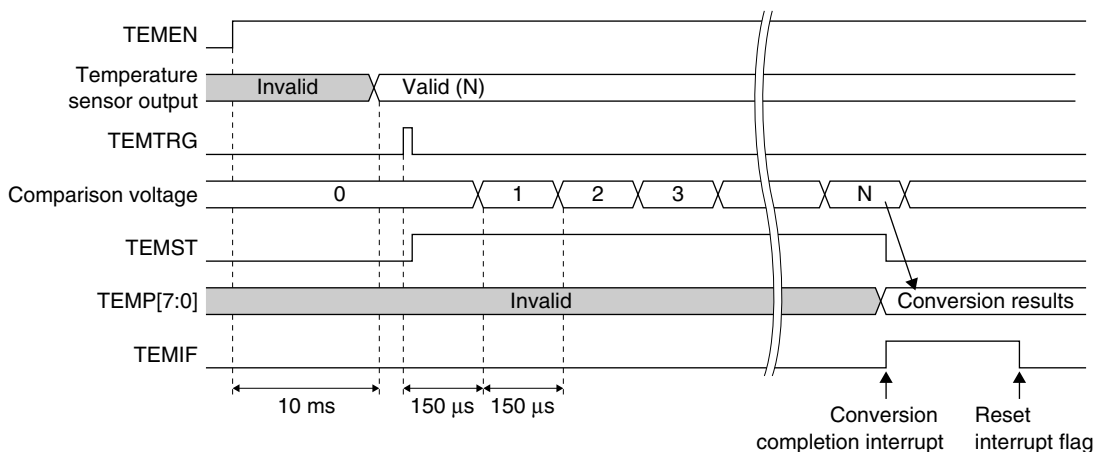 TEMEN
Temperature
sensor output
Invalid
Valid (N)
TEMTRG
Comparison voltage
0
1
2
3
N
TEMST
TEMP[7:0]
Invalid
Conversion results
TEMIF
10 ms
150 μs
150 μs
Conversion
completion interrupt
Reset
interrupt flag